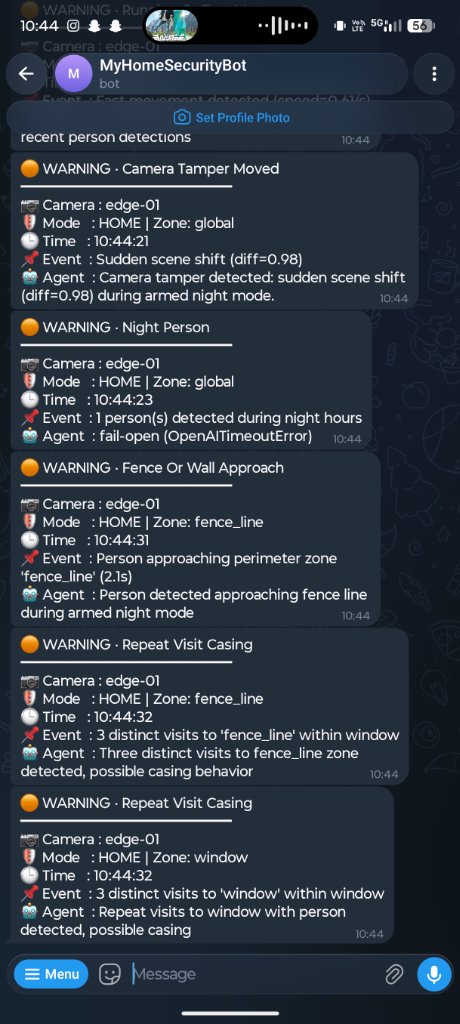 10:44
5G
56
MyHomeSecurityBot
M
bot
Set Profile Photo
recent person detections
10:44
WARNING · Camera Tamper Moved
Camera : edge-01
Mode : HOME | Zone: global
Time : 10:44:21
Event : Sudden scene shift (diff=0.98)
Agent : Camera tamper detected: sudden scene shift
(diff=0.98) during armed night mode.
10:44
WARNING · Night Person
Camera : edge-01
Mode : HOME | Zone: global
Time : 10:44:23
Event : 1 person(s) detected during night hours
Agent : fail-open (OpenAITimeoutError)
10:44
WARNING · Fence Or Wall Approach
Camera : edge-01
Mode : HOME | Zone: fence_line
Time : 10:44:31
Event : Person approaching perimeter zone
'fence_line' (2.1s)
Agent : Person detected approaching fence line
during armed night mode
10:44
WARNING · Repeat Visit Casing
Camera : edge-01
Mode : HOME | Zone: fence_line
Time : 10:44:32
Event : 3 distinct visits to 'fence_line' within window
Agent : Three distinct visits to fence_line zone
detected, possible casing behavior
10:44
WARNING · Repeat Visit Casing
Camera : edge-01
Mode : HOME | Zone: window
Time : 10:44:32
Event : 3 distinct visits to 'window' within window
Agent : Repeat visits to window with person
detected, possible casing
10:44
Menu
Message